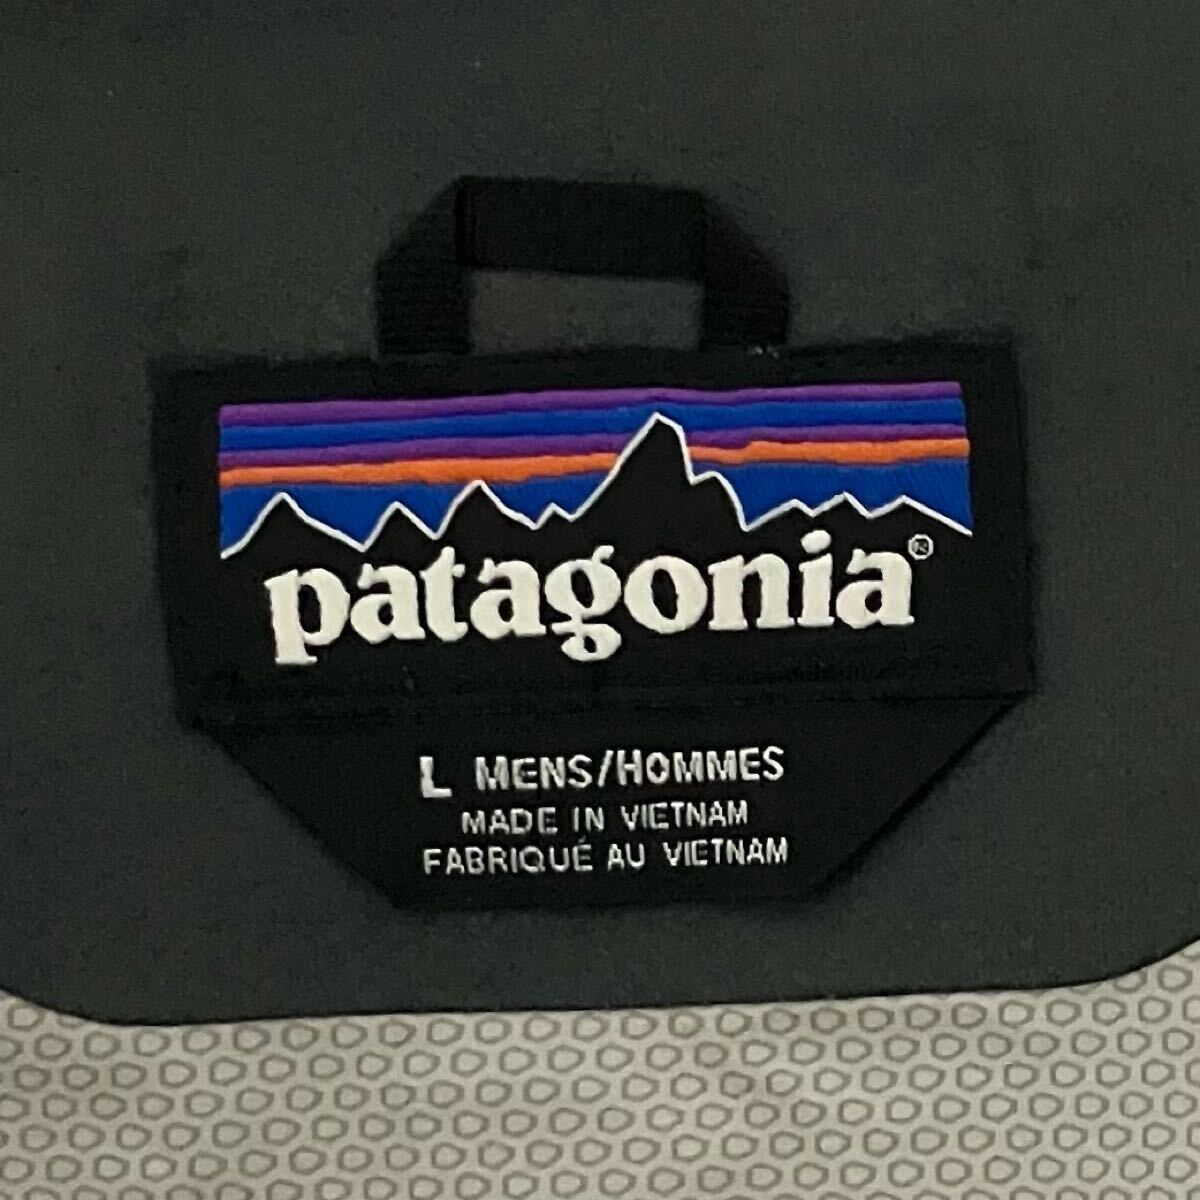 patagonia®
L MENS/HOMMES
MADE IN VIETNAM
FABRIQUÉ AU VIETNAM